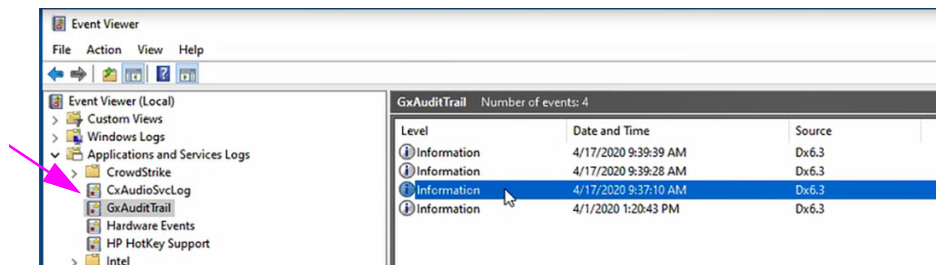 Event Viewer
File Action View Help
Event Viewer (Local)
Custom Views
Windows Logs
Applications and Services Logs
CrowdStrike
CxAudioSvcLog
GxAuditTrail
Hardware Events
HP HotKey Support
Intel
GxAuditTrail Number of events: 4
Level Date and Time Source
Information 4/17/2020 9:39:39 AM Dx6.3
Information 4/17/2020 9:39:28 AM Dx6.3
Information 4/17/2020 9:37:10 AM Dx6.3
Information 4/1/2020 1:20:43 PM Dx6.3